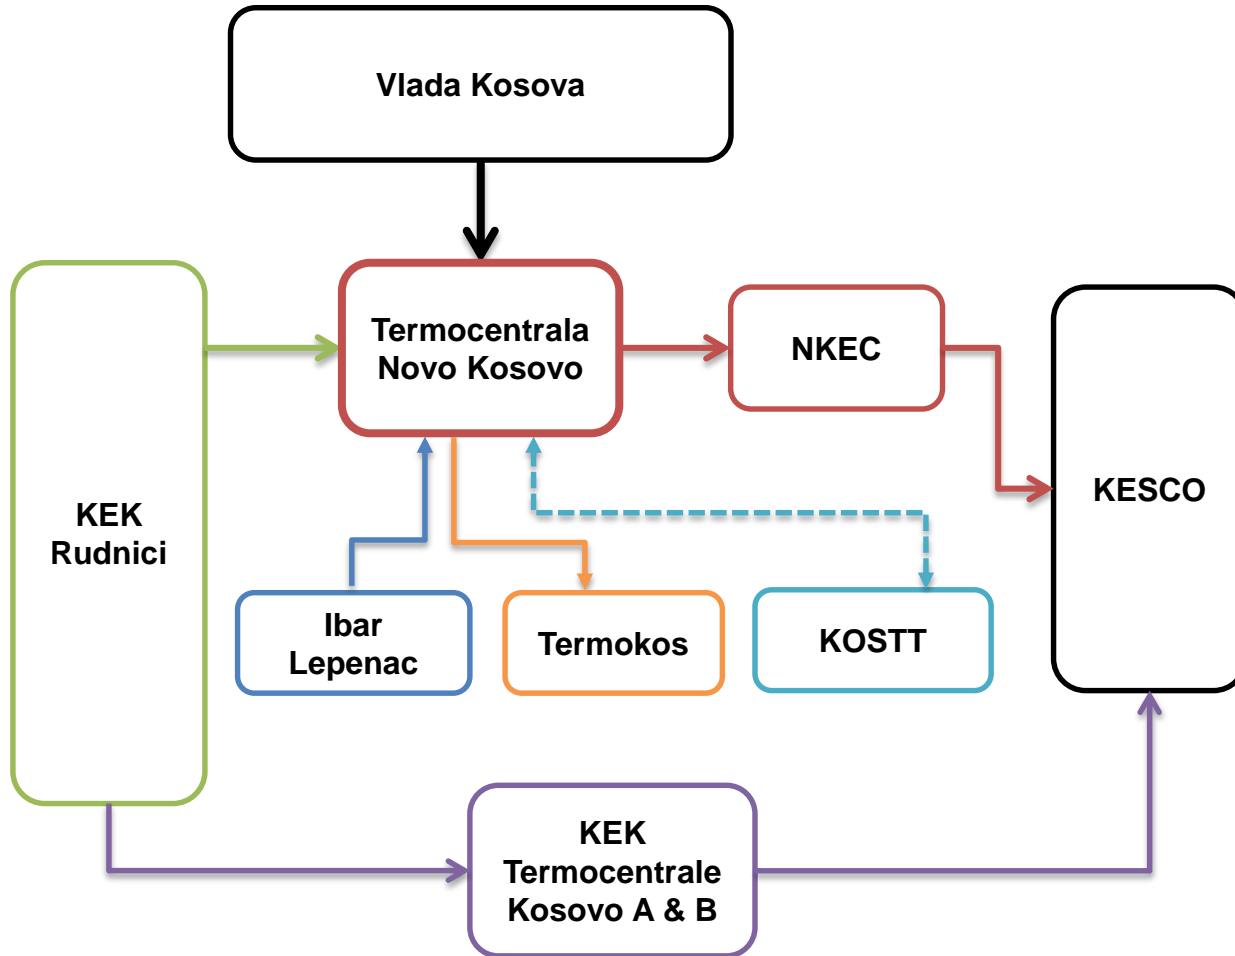 Vlada Kosova
Termocentrala
Novo Kosovo
NKEC
KESCO
KEK
Rudnici
Ibar
Lepenac
Termokos
KOSTT
KEK
Termocentrale
Kosovo A & B